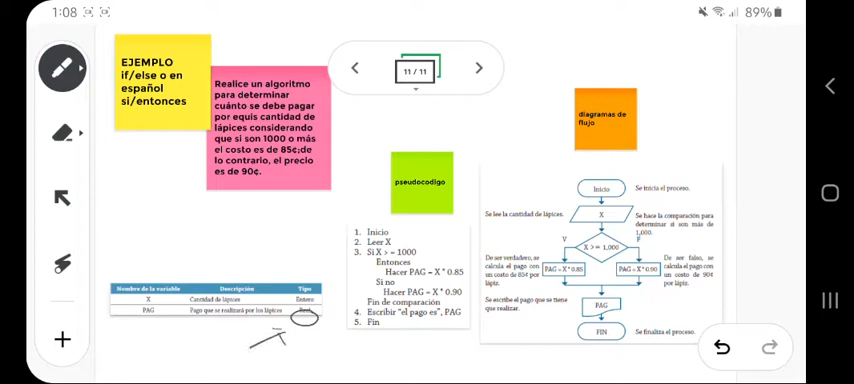 1:08
89%
11 / 11
EJEMPLO
if/else o en
español
si/entonces
Realice un algoritmo
para determinar
cuánto se debe pagar
por equis cantidad de
lápices considerando
que si son 1000 o más
el costo es de 85¢;de
lo contrario, el precio
es de 90¢.
pseudocodigo
diagramas de
flujo
Nombre de la variable Descripción Tipo
X Cantidad de lápices Entero
PAG Pago que se realizará por los lápices Real
1. Inicio
2. Leer X
3. Si X > = 1000
Entonces
Hacer PAG = X * 0.85
Si no
Hacer PAG = X * 0.90
Fin de comparación
4. Escribir “el pago es”, PAG
5. Fin
Inicio
Se inicia el proceso.
Se lee la cantidad de lápices.
X
Se hace la comparación para
determinar si son más de
1,000.
Y
F
X > = 1,000
De ser verdadero, se
calcula el pago con
un costo de 85¢ por
lápiz.
PAG = X * 0.85
PAG = X * 0.90
De ser falso, se
calcula el pago con
un costo de 90¢
por lápiz.
Se escribe el pago que se tiene
que realizar.
PAG
FIN
Se finaliza el proceso.